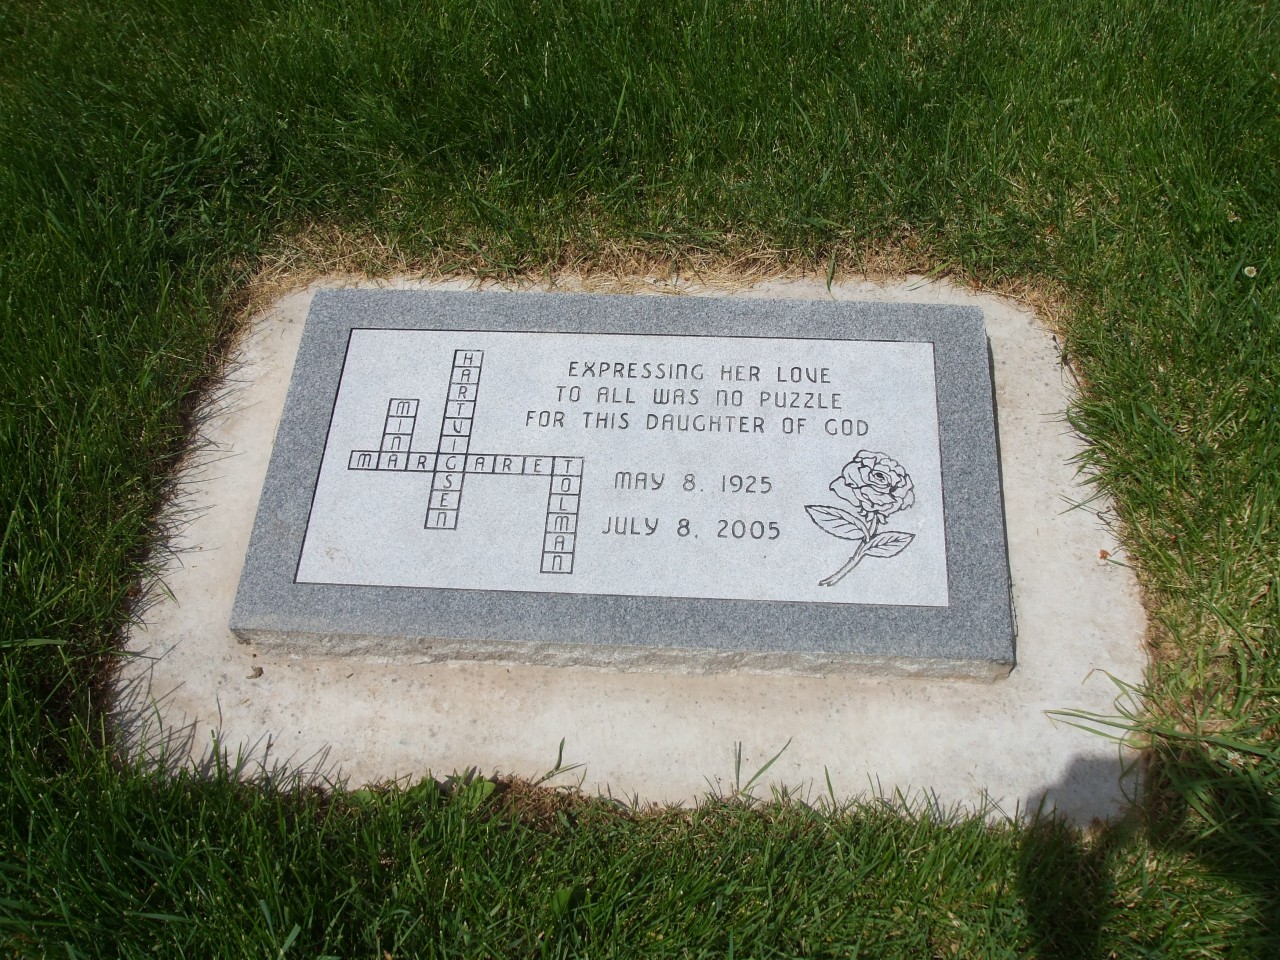 MINA
HARTVIGSEN
MARGARET
TOLMAN
EXPRESSING HER LOVE
TO ALL WAS NO PUZZLE
FOR THIS DAUGHTER OF GOD
MAY 8, 1925
JULY 8, 2005